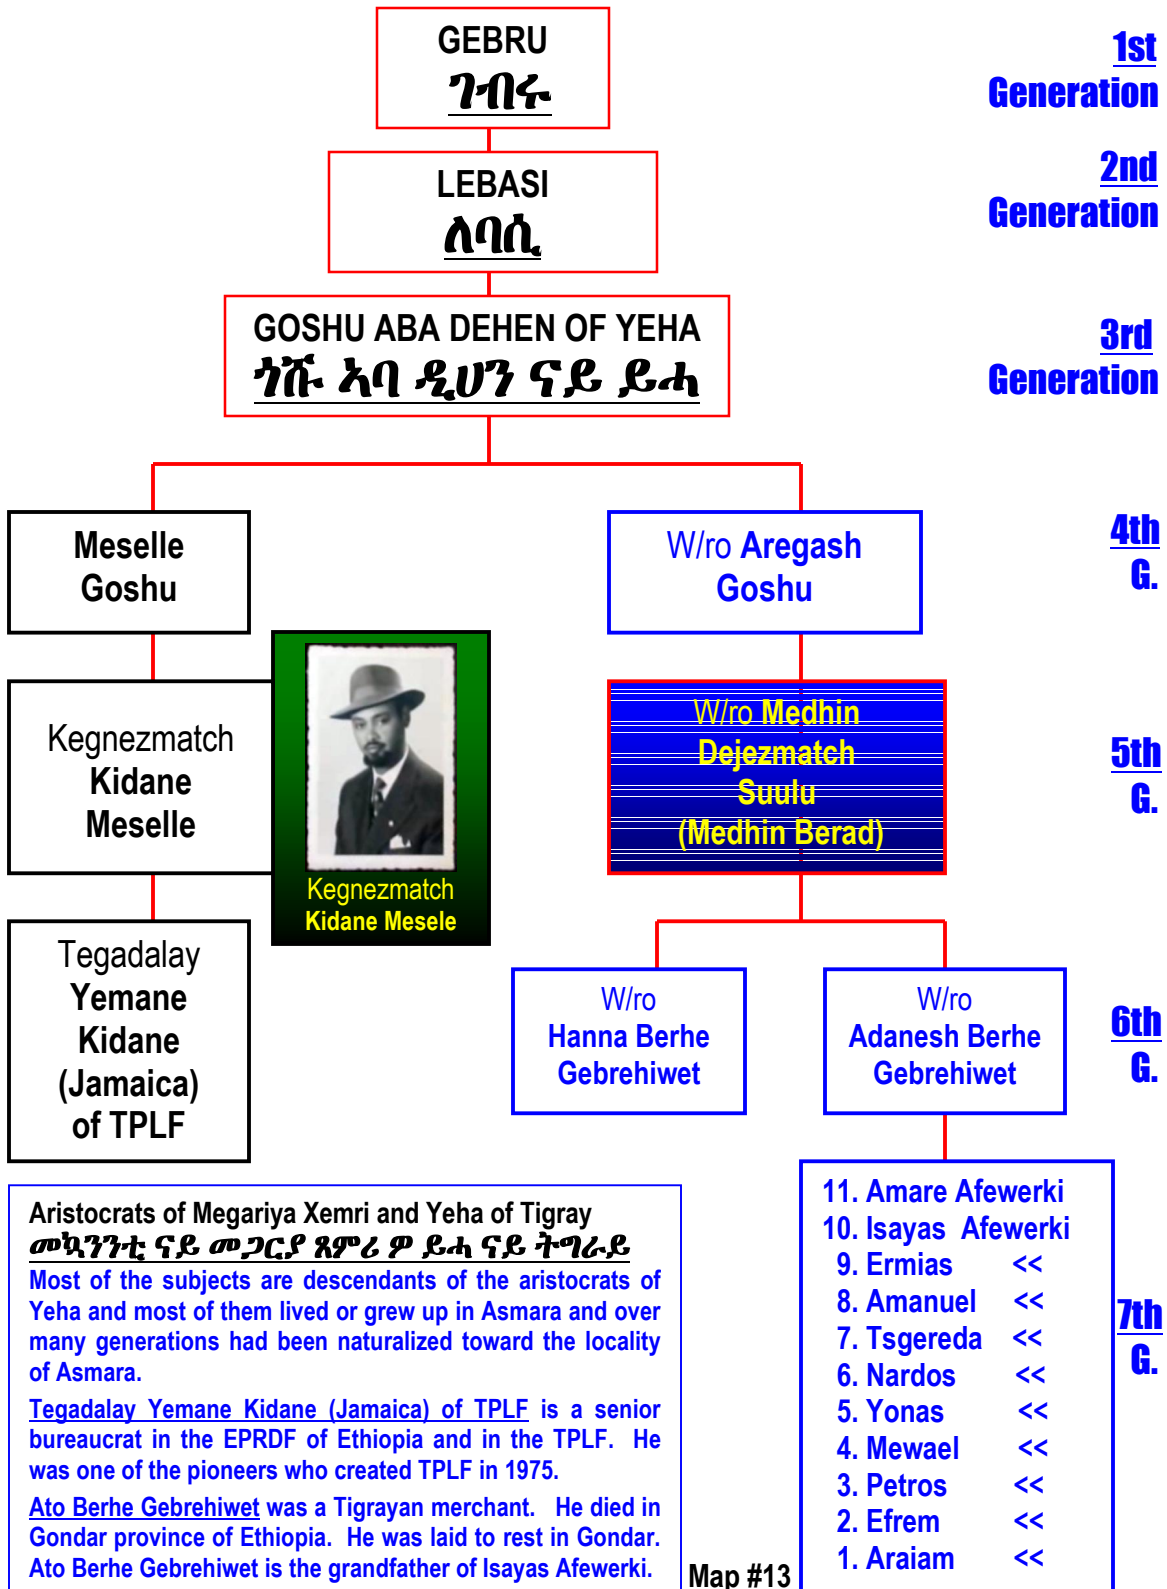 GEBRU
ገብሩ
1st
Generation
LEBASI
ለባሲ
2nd
Generation
GOSHU ABA DEHEN OF YEHA
ጎሹ ኣባ ዲሀን ናይ ይሓ
3rd
Generation
Meselle
Goshu
W/ro Aregash
Goshu
4th
G.
Kegnezmatch
Kidane
Meselle
Kegnezmatch
Kidane Mesele
W/ro Medhin
Dejezmatch
Suulu
(Medhin Berad)
5th
G.
Tegadalay
Yemane
Kidane
(Jamaica)
of TPLF
W/ro
Hanna Berhe
Gebrehiwet
W/ro
Adanesh Berhe
Gebrehiwet
6th
G.
Aristocrats of Megariya Xemri and Yeha of Tigray
መኳንንቲ ናይ መጋርያ ጸምሪ ዎ ይሓ ናይ ትግራይ
Most of the subjects are descendants of the aristocrats of
Yeha and most of them lived or grew up in Asmara and over
many generations had been naturalized toward the locality
of Asmara.
Tegadalay Yemane Kidane (Jamaica) of TPLF is a senior
bureaucrat in the EPRDF of Ethiopia and in the TPLF. He
was one of the pioneers who created TPLF in 1975.
Ato Berhe Gebrehiwet was a Tigrayan merchant. He died in
Gondar province of Ethiopia. He was laid to rest in Gondar.
Ato Berhe Gebrehiwet is the grandfather of Isayas Afewerki.
Map #13
11. Amare Afewerki
10. Isayas Afewerki
9. Ermias <<
8. Amanuel <<
7. Tsgereda <<
6. Nardos <<
5. Yonas <<
4. Mewael <<
3. Petros <<
2. Efrem <<
1. Araiam <<
7th
G.